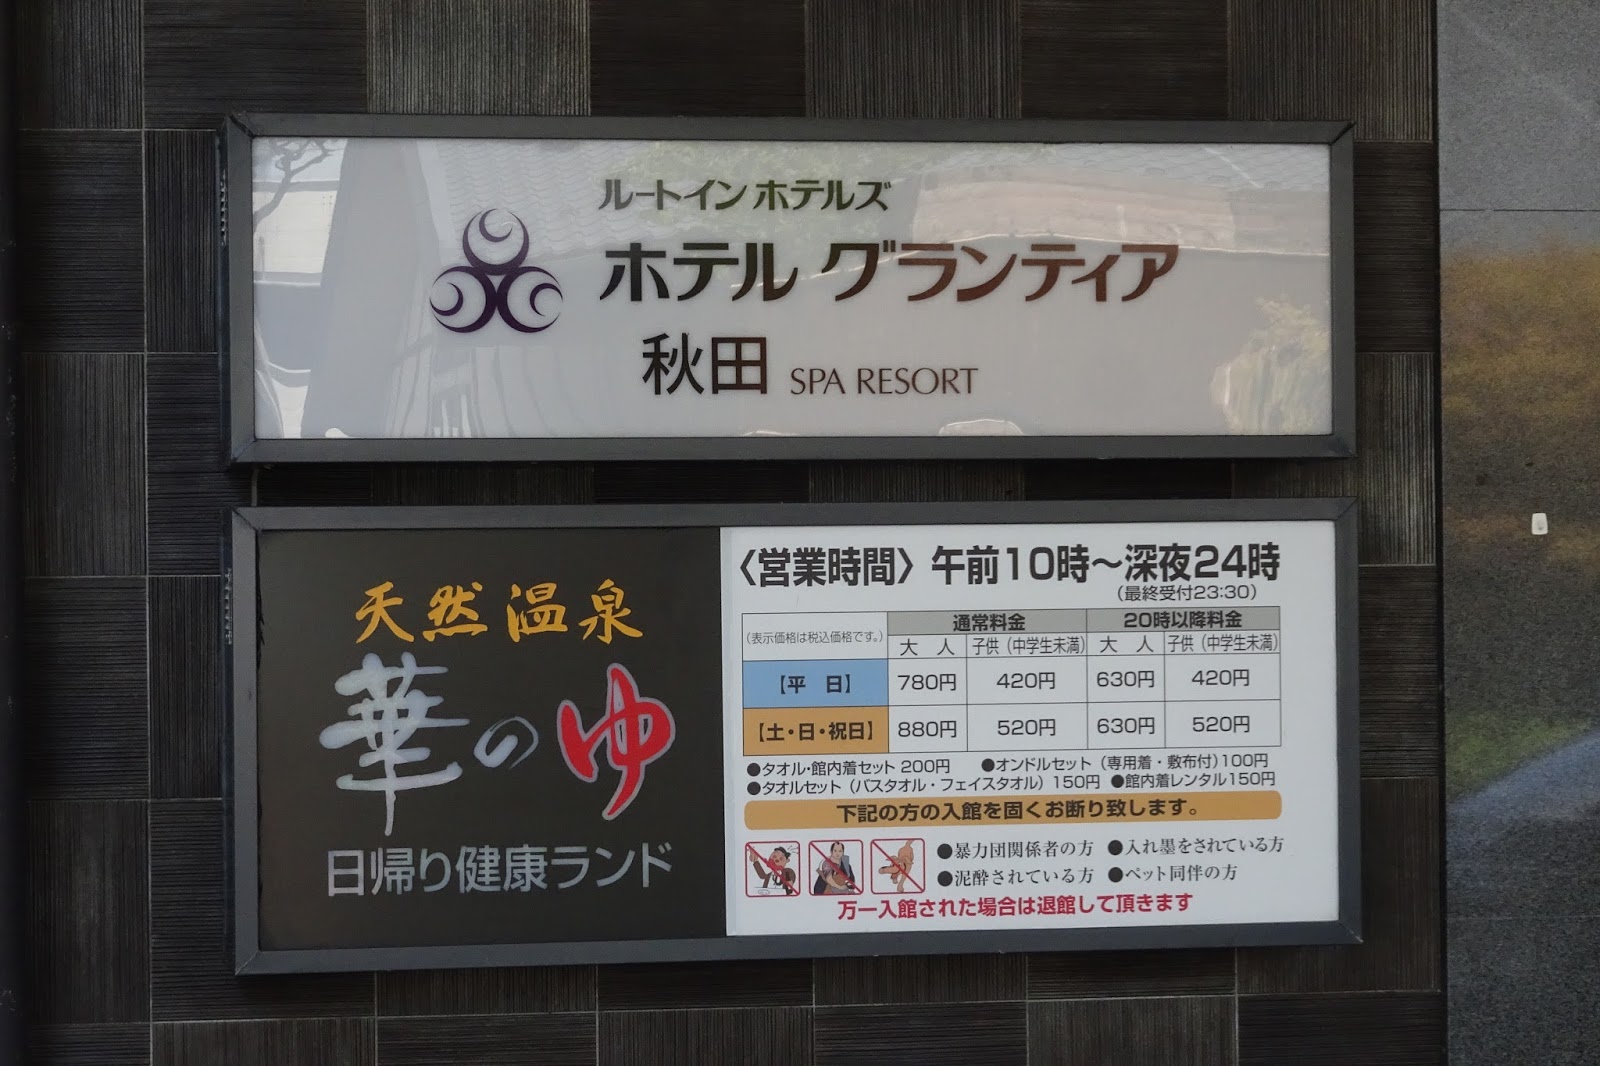 ルートイン ホテルズ
ホテル グランティア
秋田 SPA RESORT
天然温泉
華のゆ
日帰り健康ランド
〈営業時間〉午前10時～深夜24時
(最終受付23:30)
(表示価格は税込価格です。) 通常料金 20時以降料金
大 人 子供(中学生未満) 大 人 子供(中学生未満)
【平 日】 780円 420円 630円 420円
【土・日・祝日】 880円 520円 630円 520円
●タオル・館内着セット 200円 ●オンドルセット(専用着・敷布付)100円
●タオルセット(バスタオル・フェイスタオル)150円 ●館内着レンタル150円
下記の方の入館を固くお断り致します。
●暴力団関係者の方 ●入れ墨をされている方
●泥酔されている方 ●ペット同伴の方
万一入館された場合は退館して頂きます